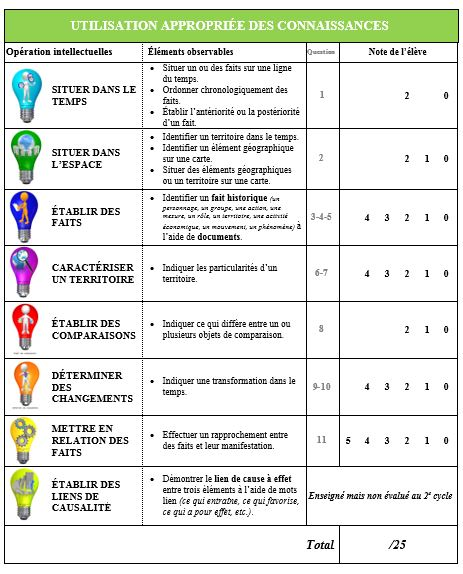 UTILISATION APPROPRIÉE DES CONNAISSANCES
Opération intellectuelles Éléments observables Question Note de l'élève
SITUER DANS LE
TEMPS
• Situer un ou des faits sur une ligne
du temps.
• Ordonner chronologiquement des
faits.
• Établir l'antériorité ou la postériorité
d'un fait.
1
2 0
SITUER DANS
L'ESPACE
• Identifier un territoire dans le temps.
• Identifier un élément géographique
sur une carte.
• Situer des éléments géographiques
ou un territoire sur une carte.
2
2 1 0
ÉTABLIR DES
FAITS
• Identifier un fait historique (un
personnage, un groupe, une action, une
mesure, un rôle, un territoire, une activité
économique, un mouvement, un phénomène) à
l'aide de documents.
3-4-5
4 3 2 1 0
CARACTÉRISER
UN TERRITOIRE
• Indiquer les particularités d'un
territoire.
6-7
4 3 2 1 0
ÉTABLIR DES
COMPARAISONS
• Indiquer ce qui diffère entre un ou
plusieurs objets de comparaison.
8
2 1 0
DÉTERMINER
DES
CHANGEMENTS
• Indiquer une transformation dans le
temps.
9-10
4 3 2 1 0
METTRE EN
RELATION DES
FAITS
• Effectuer un rapprochement entre
des faits et leur manifestation.
11
5 4 3 2 1 0
ÉTABLIR DES
LIENS DE
CAUSALITÉ
• Démontrer le lien de cause à effet
entre trois éléments à l'aide de mots
lien (ce qui entraîne, ce qui favorise,
ce qui a pour effet, etc.).
Enseigné mais non évalué au 2e cycle
Total /25